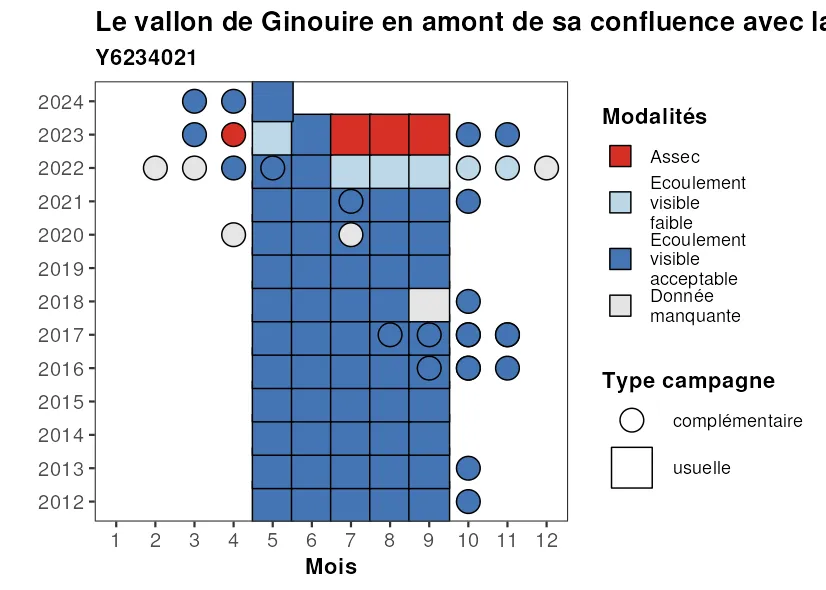 Le vallon de Ginouire en amont de sa confluence avec la
Y6234021
2024
2023
2022
2021
2020
2019
2018
2017
2016
2015
2014
2013
2012
1 2 3 4 5 6 7 8 9 10 11 12
Mois
Modalités
Assec
Ecoulement
visible
faible
Ecoulement
visible
acceptable
Donnée
manquante
Type campagne
complémentaire
usuelle